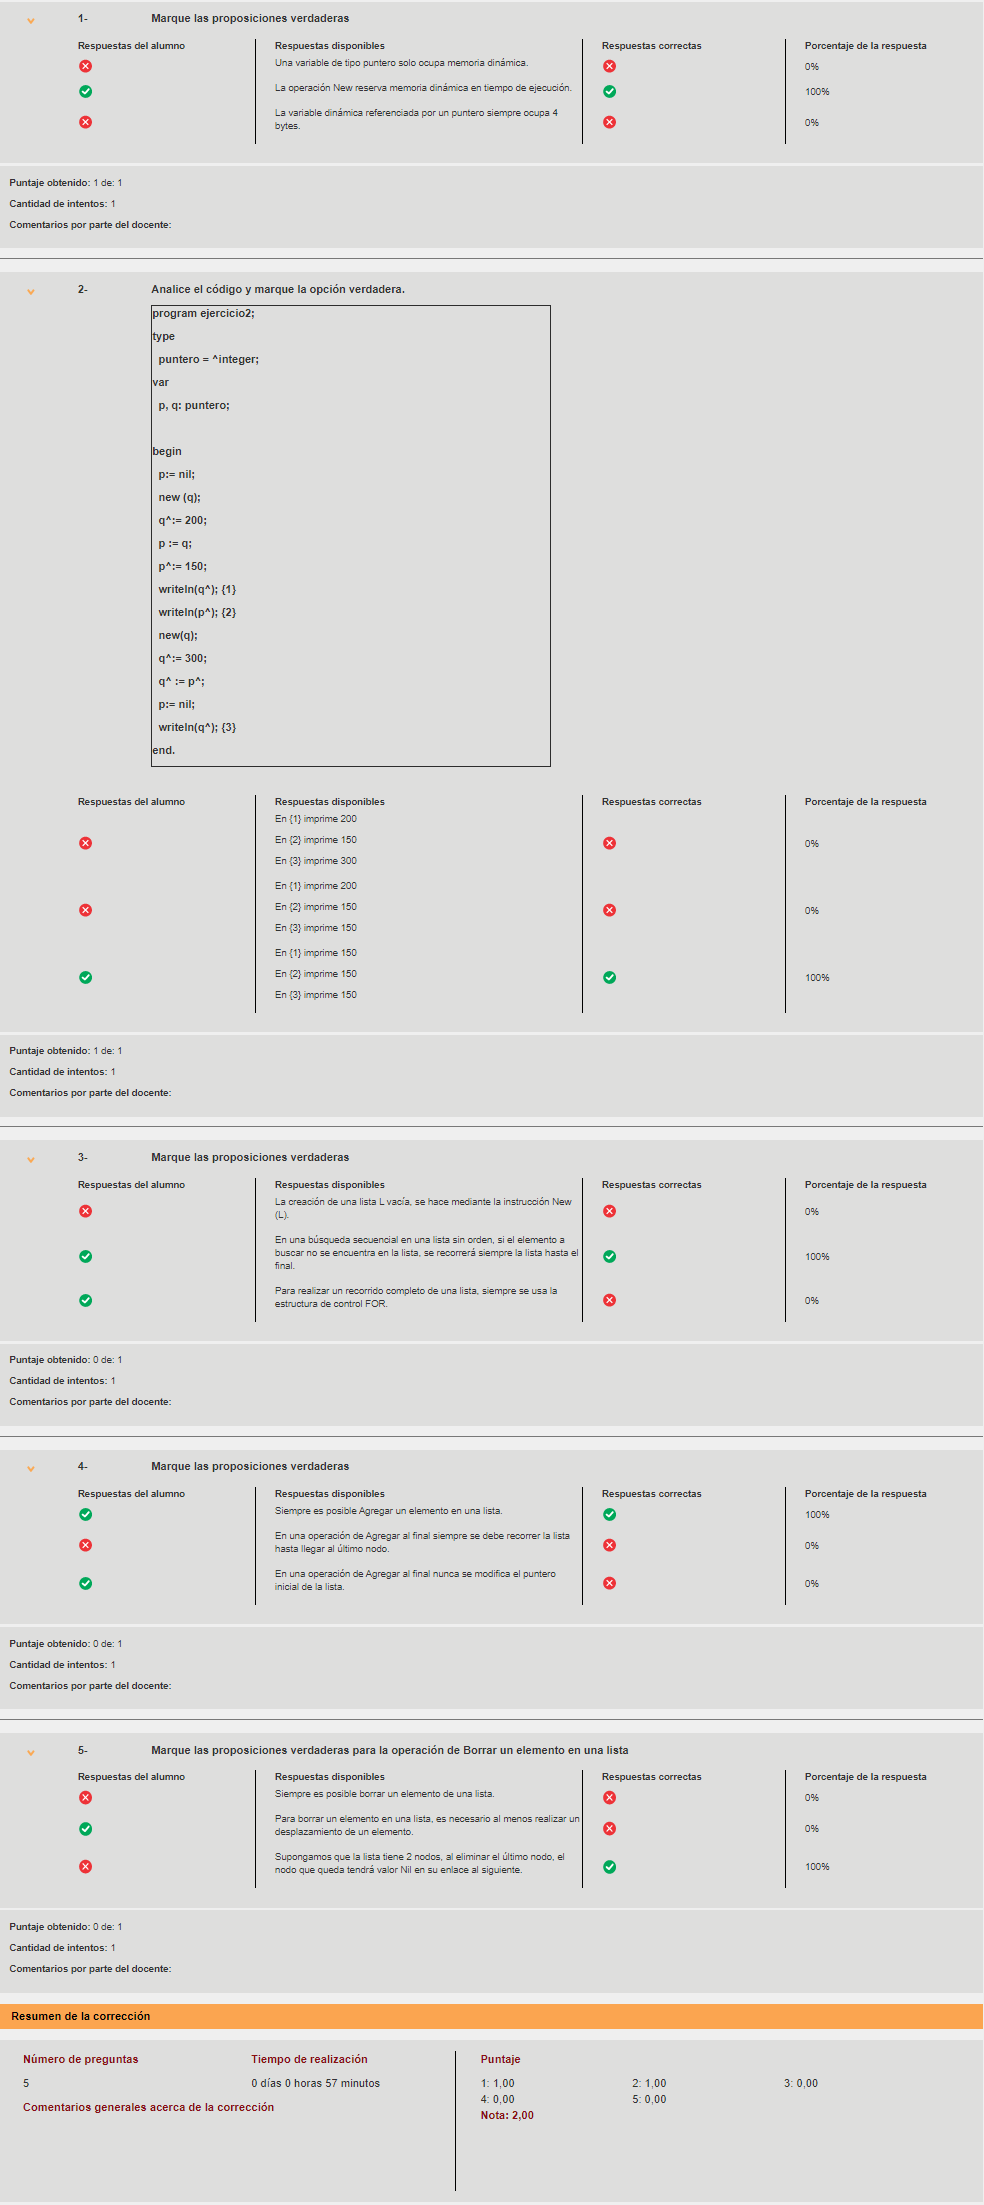 1- Marque las proposiciones verdaderas
Respuestas del alumno Respuestas disponibles Respuestas correctas Porcentaje de la respuesta
Una variable de tipo puntero solo ocupa memoria dinámica. 0%
La operación New reserva memoria dinámica en tiempo de ejecución. 100%
La variable dinámica referenciada por un puntero siempre ocupa 4
bytes. 0%
Puntaje obtenido: 1 de: 1
Cantidad de intentos: 1
Comentarios por parte del docente:
2- Analice el código y marque la opción verdadera.
program ejercicio2;
type
puntero = ^integer;
var
p, q: puntero;
begin
p:= nil;
new (q);
q^:= 200;
p := q;
p^:= 150;
writeln(q^); {1}
writeln(p^); {2}
new(q);
q^:= 300;
q^ := p^;
p:= nil;
writeln(q^); {3}
end.
Respuestas del alumno Respuestas disponibles Respuestas correctas Porcentaje de la respuesta
En {1} imprime 200
En {2} imprime 150 0%
En {3} imprime 300
En {1} imprime 200
En {2} imprime 150 0%
En {3} imprime 150
En {1} imprime 150
En {2} imprime 150 100%
En {3} imprime 150
Puntaje obtenido: 1 de: 1
Cantidad de intentos: 1
Comentarios por parte del docente:
3- Marque las proposiciones verdaderas
Respuestas del alumno Respuestas disponibles Respuestas correctas Porcentaje de la respuesta
La creación de una lista L vacía, se hace mediante la instrucción New
(L). 0%
En una búsqueda secuencial en una lista sin orden, si el elemento a
buscar no se encuentra en la lista, se recorrerá siempre la lista hasta el 100%
final.
Para realizar un recorrido completo de una lista, siempre se usa la
estructura de control FOR. 0%
Puntaje obtenido: 0 de: 1
Cantidad de intentos: 1
Comentarios por parte del docente:
4- Marque las proposiciones verdaderas
Respuestas del alumno Respuestas disponibles Respuestas correctas Porcentaje de la respuesta
Siempre es posible Agregar un elemento en una lista. 100%
En una operación de Agregar al final siempre se debe recorrer la lista
hasta llegar al último nodo. 0%
En una operación de Agregar al final nunca se modifica el puntero
inicial de la lista. 0%
Puntaje obtenido: 0 de: 1
Cantidad de intentos: 1
Comentarios por parte del docente:
5- Marque las proposiciones verdaderas para la operación de Borrar un elemento en una lista
Respuestas del alumno Respuestas disponibles Respuestas correctas Porcentaje de la respuesta
Siempre es posible borrar un elemento de una lista. 0%
Para borrar un elemento en una lista, es necesario al menos realizar un
desplazamiento de un elemento. 0%
Supongamos que la lista tiene 2 nodos, al eliminar el último nodo, el
nodo que queda tendrá valor Nil en su enlace al siguiente. 100%
Puntaje obtenido: 0 de: 1
Cantidad de intentos: 1
Comentarios por parte del docente:
Resumen de la corrección
Número de preguntas Tiempo de realización Puntaje
5 0 días 0 horas 57 minutos 1: 1,00 2: 1,00 3: 0,00
4: 0,00 5: 0,00
Comentarios generales acerca de la corrección Nota: 2,00